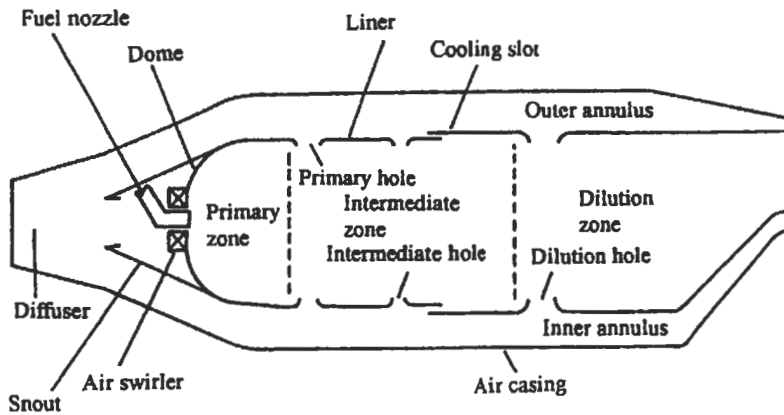 Fuel nozzle
Liner
Cooling slot
Dome
Outer annulus
Primary hole
Primary
zone
Intermediate
zone
Dilution
zone
Intermediate hole
Dilution hole
Diffuser
Inner annulus
Air swirler
Air casing
Snout